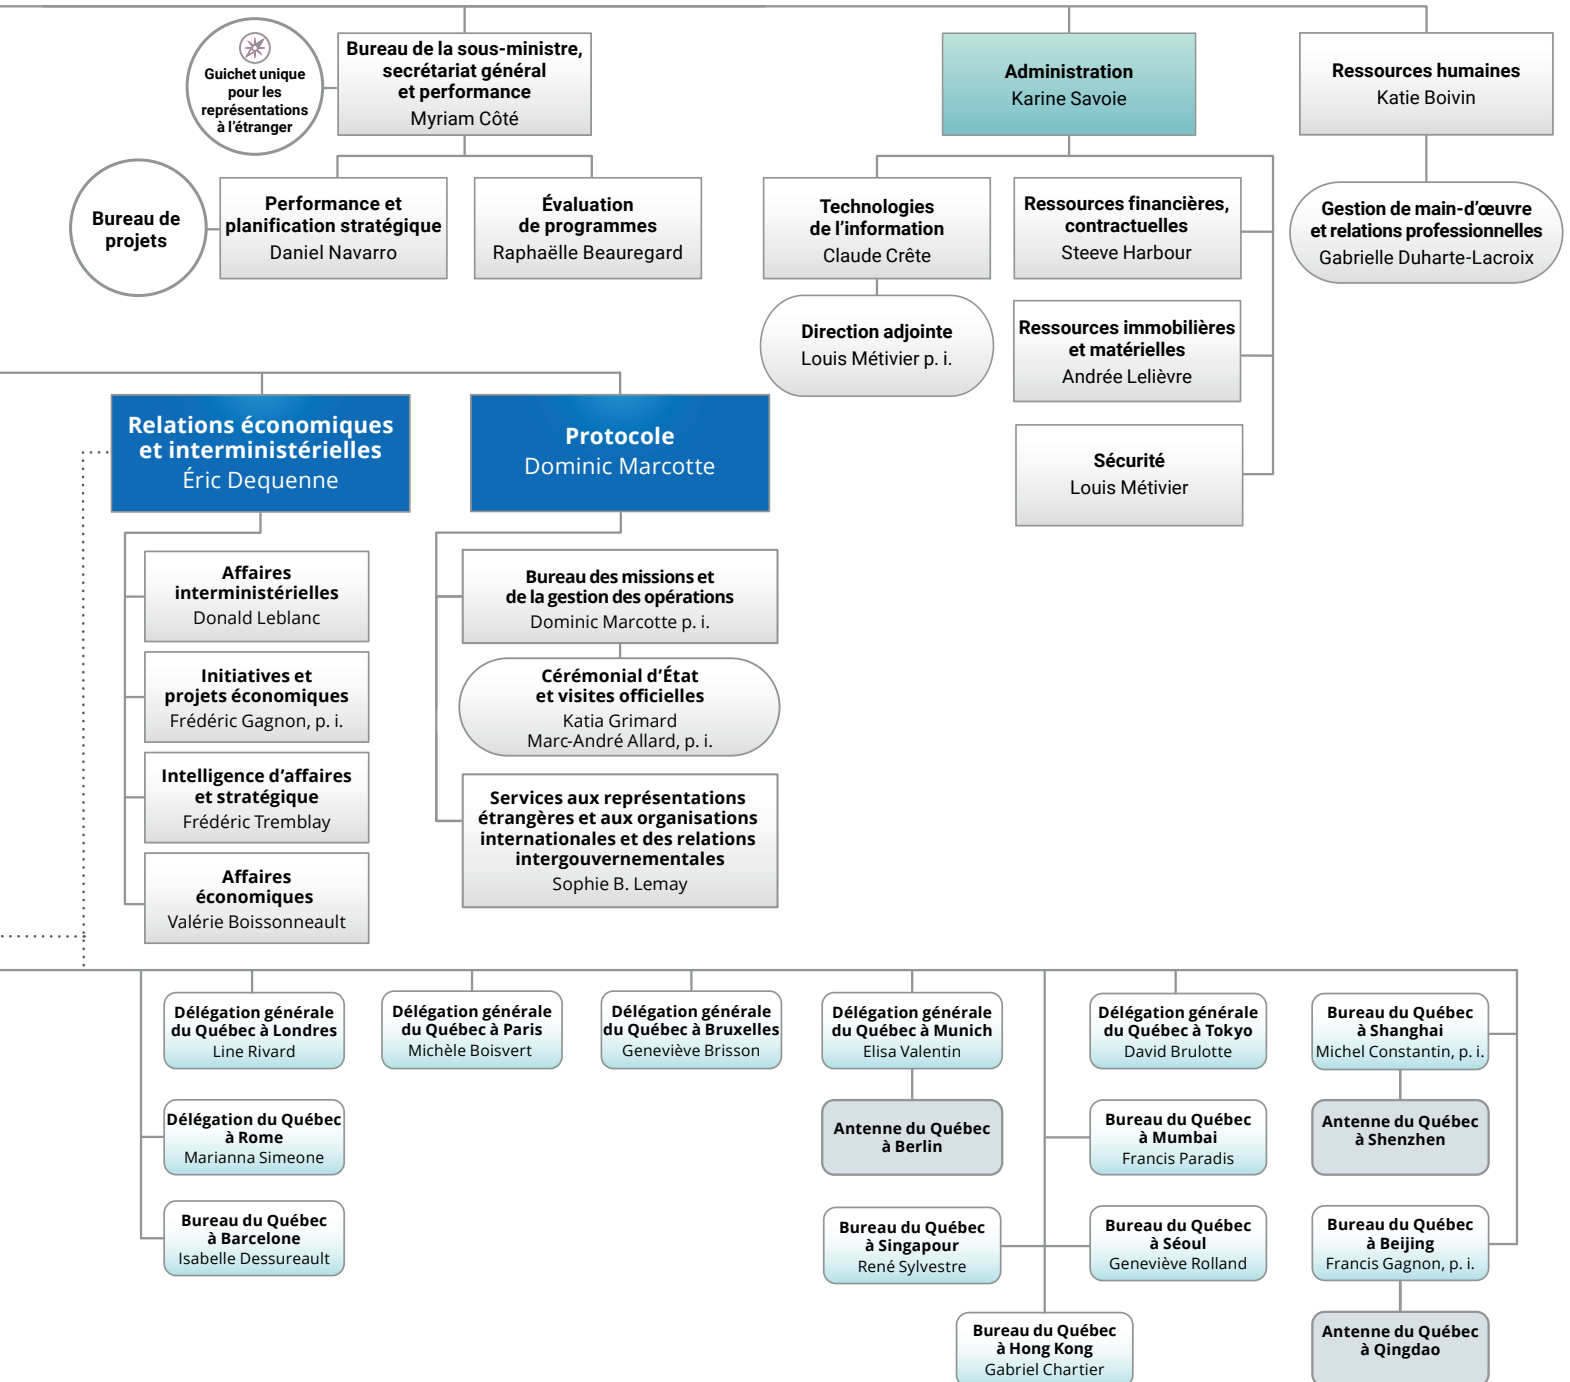 Guichet unique
pour les
représentations
à l’étranger
Bureau de la sous-ministre,
secrétariat général
et performance
Myriam Côté
Administration
Karine Savoie
Ressources humaines
Katie Boivin
Bureau de
projets
Performance et
planification stratégique
Daniel Navarro
Évaluation
de programmes
Raphaëlle Beauregard
Technologies
de l’information
Claude Crête
Ressources financières,
contractuelles
Steeve Harbour
Gestion de main-d’œuvre
et relations professionnelles
Gabrielle Duharte-Lacroix
Direction adjointe
Louis Métivier p. i.
Ressources immobilières
et matérielles
Andrée Lelièvre
Sécurité
Louis Métivier
Relations économiques
et interministérielles
Éric Dequenne
Protocole
Dominic Marcotte
Affaires
interministérielles
Donald Leblanc
Initiatives et
projets économiques
Frédéric Gagnon, p. i.
Intelligence d’affaires
et stratégique
Frédéric Tremblay
Affaires
économiques
Valérie Boissonneault
Bureau des missions et
de la gestion des opérations
Dominic Marcotte p. i.
Cérémonial d’État
et visites officielles
Katia Grimard
Marc-André Allard, p. i.
Services aux représentations
étrangères et aux organisations
internationales et des relations
intergouvernementales
Sophie B. Lemay
Délégation générale
du Québec à Londres
Line Rivard
Délégation générale
du Québec à Paris
Michèle Boisvert
Délégation générale
du Québec à Bruxelles
Geneviève Brisson
Délégation générale
du Québec à Munich
Elisa Valentin
Délégation générale
du Québec à Tokyo
David Brulotte
Bureau du Québec
à Shanghai
Michel Constantin, p. i.
Délégation du Québec
à Rome
Marianna Simeone
Antenne du Québec
à Berlin
Bureau du Québec
à Mumbai
Francis Paradis
Antenne du Québec
à Shenzhen
Bureau du Québec
à Barcelone
Isabelle Dessureault
Bureau du Québec
à Singapour
René Sylvestre
Bureau du Québec
à Séoul
Geneviève Rolland
Bureau du Québec
à Beijing
Francis Gagnon, p. i.
Bureau du Québec
à Hong Kong
Gabriel Chartier
Antenne du Québec
à Qingdao